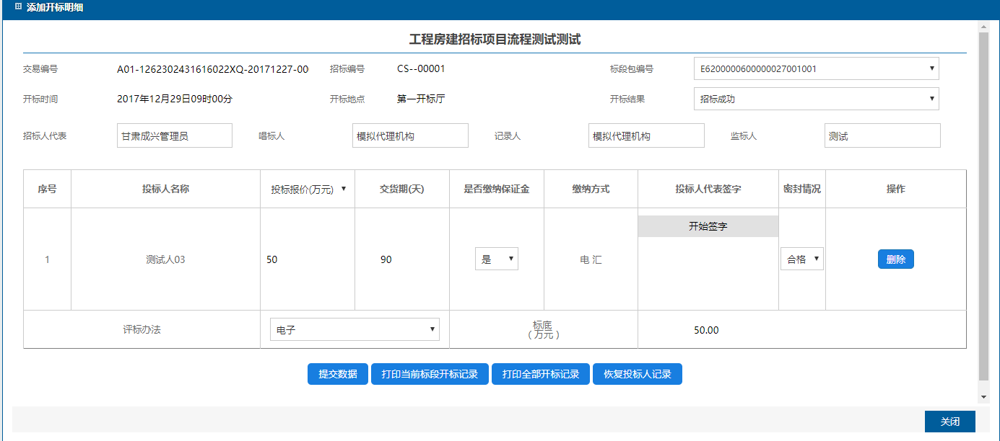 添加开标明细
工程房建招标项目流程测试测试
交易编号 A01-1262302431616022XQ-20171227-00 招标编号 CS--00001 标段包编号 E6200000600000027001001
开标时间 2017年12月29日09时00分 开标地点 第一开标厅 开标结果 招标成功
招标人代表 甘肃成兴管理员 唱标人 模拟代理机构 记录人 模拟代理机构 监标人 测试
序号 投标人名称 投标报价(万元) 交货期(天) 是否缴纳保证金 缴纳方式 投标人代表签字 密封情况 操作
开始签字
1 测试人03 50 90 是 电汇 合格 删除
评标办法 电子 标底 50.00
（万元）
提交数据 打印当前标段开标记录 打印全部开标记录 恢复投标人记录
关闭